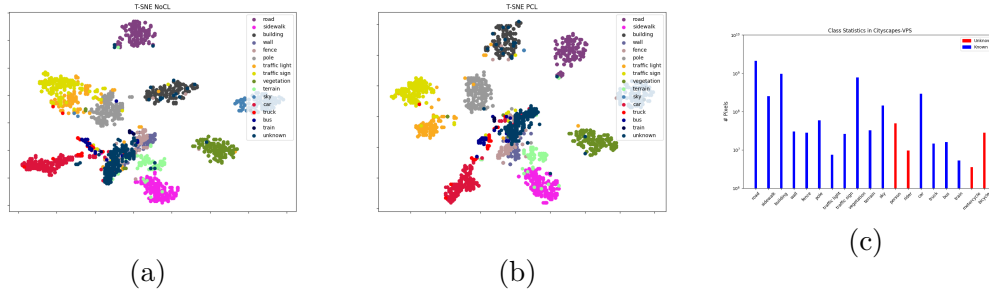 T-SNE NoCL
road
sidewalk
building
wall
fence
pole
traffic light
traffic sign
vegetation
terrain
sky
car
truck
bus
train
unknown
(a)
T-SNE PCL
road
sidewalk
building
wall
fence
pole
traffic light
traffic sign
vegetation
terrain
sky
car
truck
bus
train
unknown
(b)
Class Statistics in Cityscapes-VPS
Known
# Pixels
road
sidewalk
building
wall
fence
pole
traffic light
traffic sign
vegetation
terrain
sky
person
rider
car
truck
bus
train
motorcycle
(c)